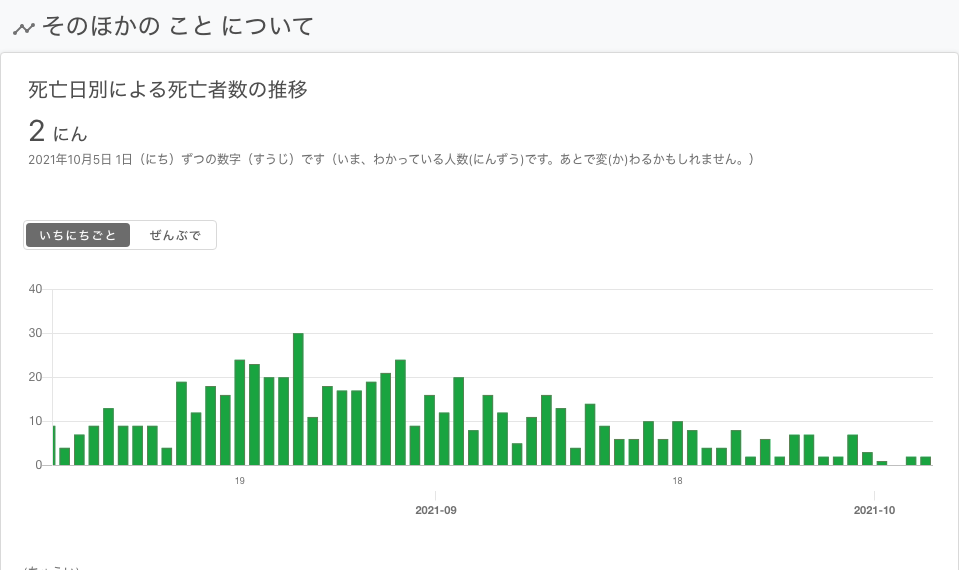 そのほかの こと について
死亡日別による死亡者数の推移
2 にん
2021年10月5日 1日（にち）ずつの数字（すうじ）です（いま、わかっている人数(にんずう)です。あとで変(か)わるかもしれません。）
いちにちごと ぜんぶで
40
30
20
10
0
19 18
2021-09 2021-10